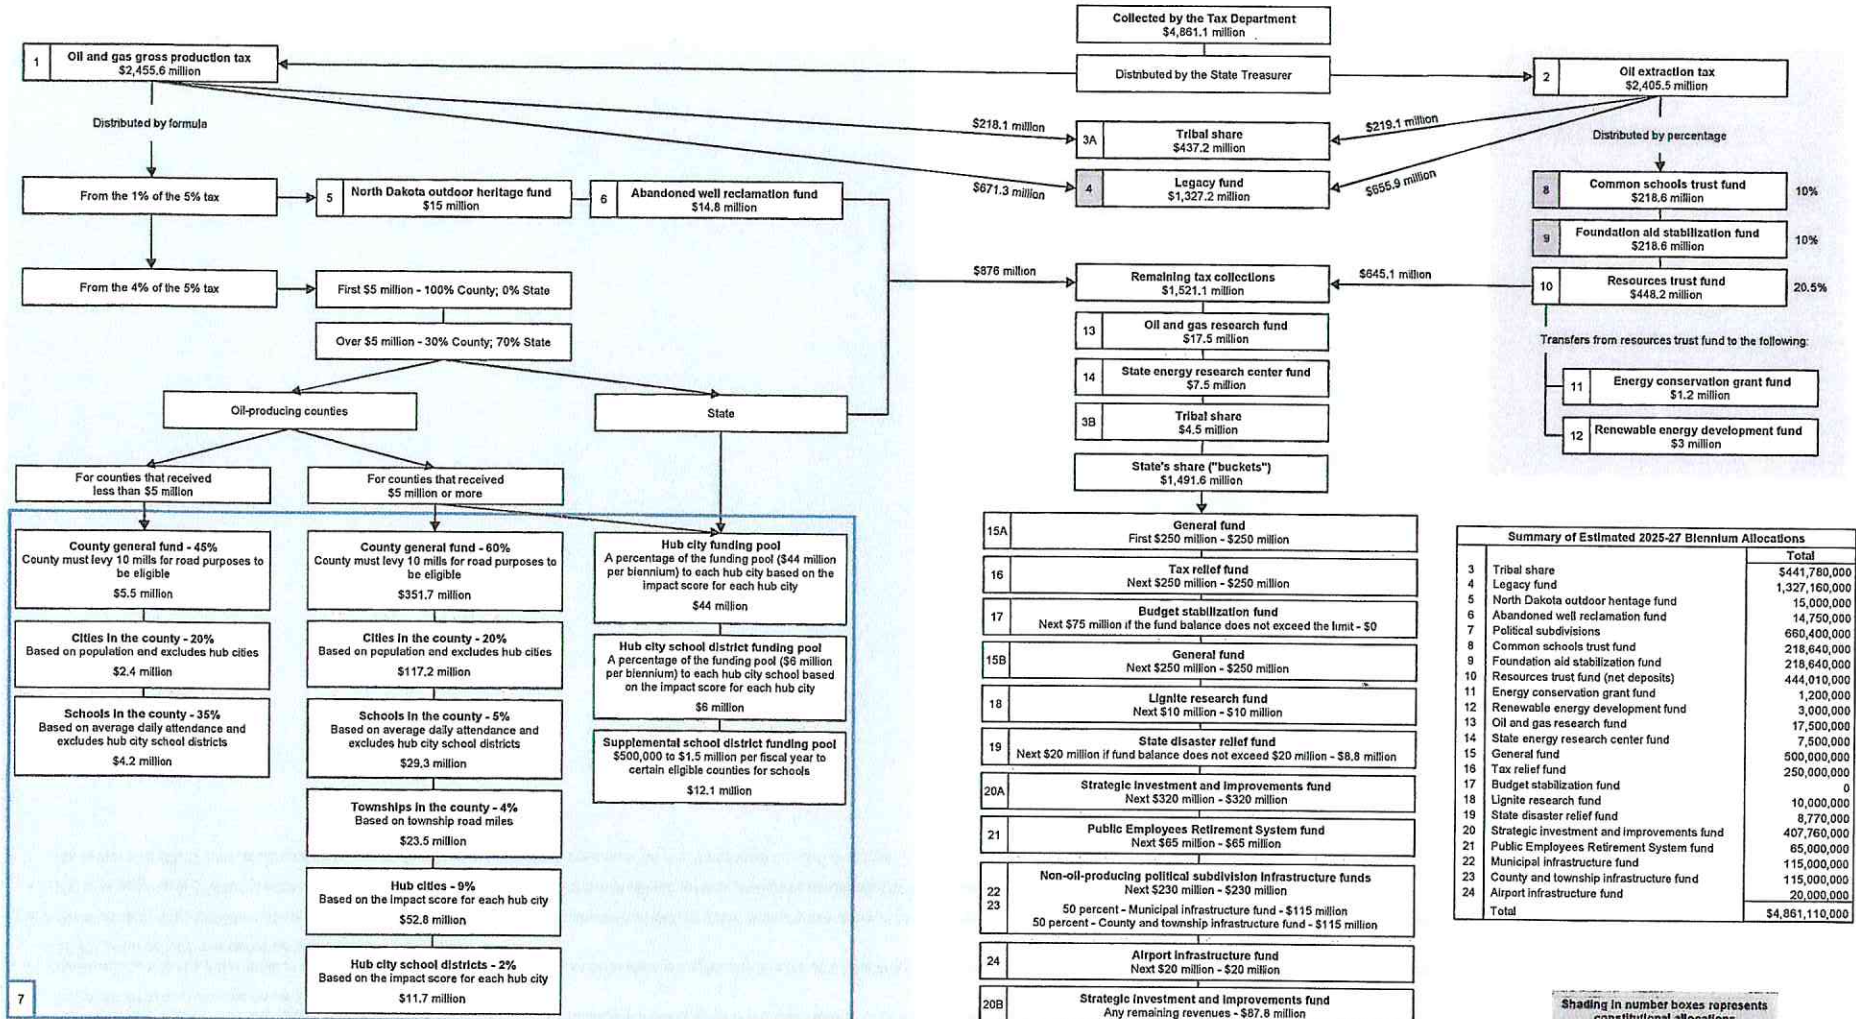 Collected by the Tax Department
$4,861.1 million
1
Oil and gas gross production tax
$2,455.6 million
Distributed by the State Treasurer
2
Oil extraction tax
$2,405.5 million
Distributed by formula
$218.1 million
3A
Tribal share
$437.2 million
$219.1 million
Distributed by percentage
From the 1% of the 5% tax
5
North Dakota outdoor heritage fund
$15 million
6
Abandoned well reclamation fund
$14.8 million
$671.3 million
4
Legacy fund
$1,327.2 million
$655.9 million
8
Common schools trust fund
$218.6 million
10%
9
Foundation aid stabilization fund
$218.6 million
10%
From the 4% of the 5% tax
First $5 million - 100% County; 0% State
$876 million
Remaining tax collections
$1,521.1 million
$645.1 million
10
Resources trust fund
$448.2 million
20.5%
Over $5 million - 30% County; 70% State
13
Oil and gas research fund
$17.5 million
Transfers from resources trust fund to the following:
14
State energy research center fund
$7.5 million
11
Energy conservation grant fund
$1.2 million
Oil-producing counties
State
3B
Tribal share
$4.5 million
12
Renewable energy development fund
$3 million
For counties that received
less than $5 million
For counties that received
$5 million or more
State's share ("buckets")
$1,491.6 million
County general fund - 45%
County must levy 10 mills for road purposes to
be eligible
$5.5 million
Cities in the county - 20%
Based on population and excludes hub cities
$2.4 million
Schools in the county - 35%
Based on average daily attendance and
excludes hub city school districts
$4.2 million
County general fund - 60%
County must levy 10 mills for road purposes to
be eligible
$351.7 million
Cities in the county - 20%
Based on population and excludes hub cities
$117.2 million
Schools in the county - 5%
Based on average daily attendance and
excludes hub city school districts
$29.3 million
Townships in the county - 4%
Based on township road miles
$23.5 million
Hub cities - 9%
Based on the impact score for each hub city
$52.8 million
Hub city school districts - 2%
Based on the impact score for each hub city
$11.7 million
Hub city funding pool
A percentage of the funding pool ($44 million
per biennium) to each hub city based on the
impact score for each hub city
$44 million
Hub city school district funding pool
A percentage of the funding pool ($6 million
per biennium) to each hub city school based
on the impact score for each hub city
$6 million
Supplemental school district funding pool
$500,000 to $1.5 million per fiscal year to
certain eligible counties for schools
$12.1 million
7
15A
General fund
First $250 million - $250 million
16
Tax relief fund
Next $250 million - $250 million
17
Budget stabilization fund
Next $75 million if the fund balance does not exceed the limit - $0
15B
General fund
Next $250 million - $250 million
18
Lignite research fund
Next $10 million - $10 million
19
State disaster relief fund
Next $20 million if fund balance does not exceed $20 million - $8.8 million
20A
Strategic investment and improvements fund
Next $320 million - $320 million
21
Public Employees Retirement System fund
Next $65 million - $65 million
22
23
Non-oil-producing political subdivision infrastructure funds
Next $230 million - $230 million
50 percent - Municipal infrastructure fund - $115 million
50 percent - County and township infrastructure fund - $115 million
24
Airport infrastructure fund
Next $20 million - $20 million
20B
Strategic investment and improvements fund
Any remaining revenues - $87.8 million
Summary of Estimated 2025-27 Biennium Allocations
Total
3 Tribal share $441,780,000
4 Legacy fund 1,327,160,000
5 North Dakota outdoor heritage fund 15,000,000
6 Abandoned well reclamation fund 14,750,000
7 Political subdivisions 660,400,000
8 Common schools trust fund 218,640,000
9 Foundation aid stabilization fund 218,640,000
10 Resources trust fund (net deposits) 444,010,000
11 Energy conservation grant fund 1,200,000
12 Renewable energy development fund 3,000,000
13 Oil and gas research fund 17,500,000
14 State energy research center fund 7,500,000
15 General fund 500,000,000
16 Tax relief fund 250,000,000
17 Budget stabilization fund 0
18 Lignite research fund 10,000,000
19 State disaster relief fund 8,770,000
20 Strategic investment and improvements fund 407,760,000
21 Public Employees Retirement System fund 65,000,000
22 Municipal infrastructure fund 115,000,000
23 County and township infrastructure fund 115,000,000
24 Airport infrastructure fund 20,000,000
Total $4,861,110,000
Shading in number boxes represents
constitutional allocations